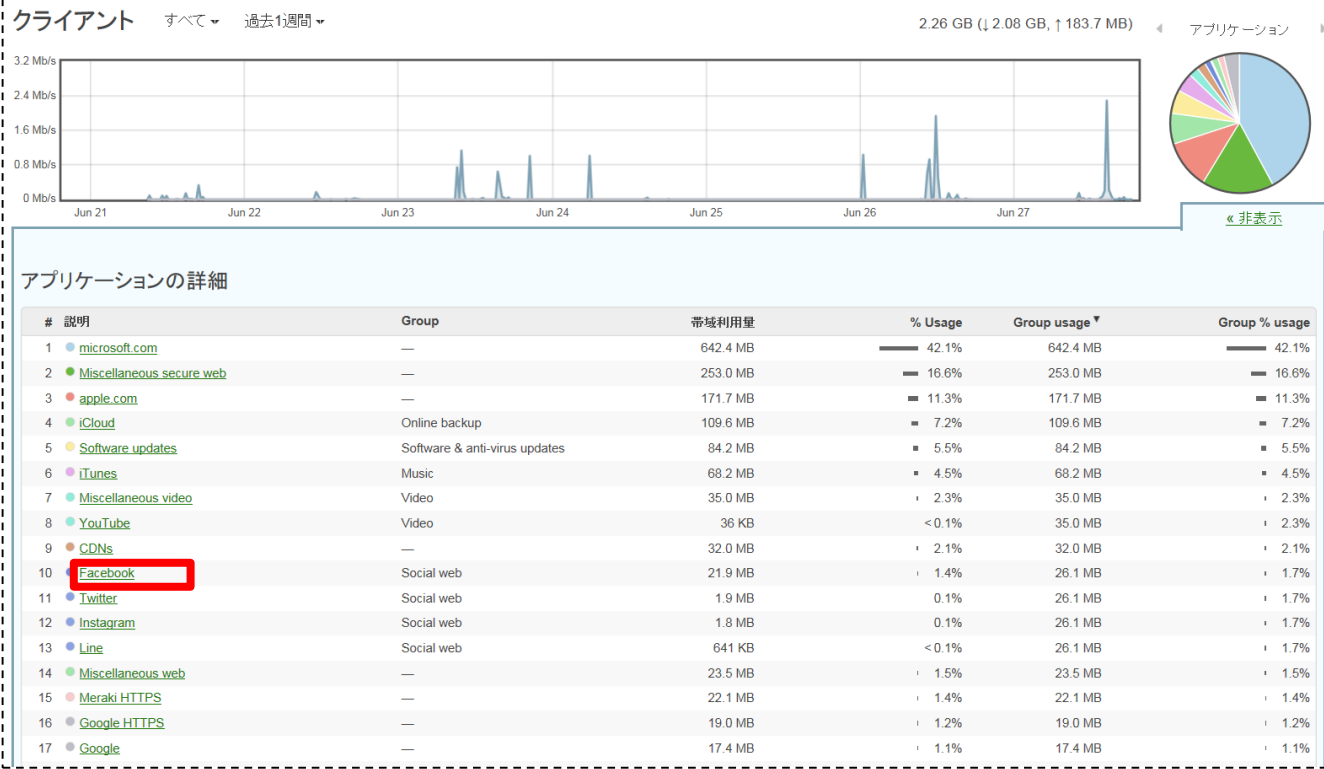 クライアント すべて 過去1週間 2.26 GB (↓2.08 GB, ↑183.7 MB) アプリケーション
3.2 Mb/s
2.4 Mb/s
1.6 Mb/s
0.8 Mb/s
0 Mb/s
Jun 21 Jun 22 Jun 23 Jun 24 Jun 25 Jun 26 Jun 27
« 非表示
アプリケーションの詳細
# 説明 Group 帯域利用量 % Usage Group usage ▼ Group % usage
1 microsoft.com — 642.4 MB 42.1% 642.4 MB 42.1%
2 Miscellaneous secure web — 253.0 MB 16.6% 253.0 MB 16.6%
3 apple.com — 171.7 MB 11.3% 171.7 MB 11.3%
4 iCloud Online backup 109.6 MB 7.2% 109.6 MB 7.2%
5 Software updates Software & anti-virus updates 84.2 MB 5.5% 84.2 MB 5.5%
6 iTunes Music 68.2 MB 4.5% 68.2 MB 4.5%
7 Miscellaneous video Video 35.0 MB 2.3% 35.0 MB 2.3%
8 YouTube Video 36 KB <0.1% 35.0 MB 2.3%
9 CDNs — 32.0 MB 2.1% 32.0 MB 2.1%
10 Facebook Social web 21.9 MB 1.4% 26.1 MB 1.7%
11 Twitter Social web 1.9 MB 0.1% 26.1 MB 1.7%
12 Instagram Social web 1.8 MB 0.1% 26.1 MB 1.7%
13 Line Social web 641 KB <0.1% 26.1 MB 1.7%
14 Miscellaneous web — 23.5 MB 1.5% 23.5 MB 1.5%
15 Meraki HTTPS — 22.1 MB 1.4% 22.1 MB 1.4%
16 Google HTTPS — 19.0 MB 1.2% 19.0 MB 1.2%
17 Google — 17.4 MB 1.1% 17.4 MB 1.1%